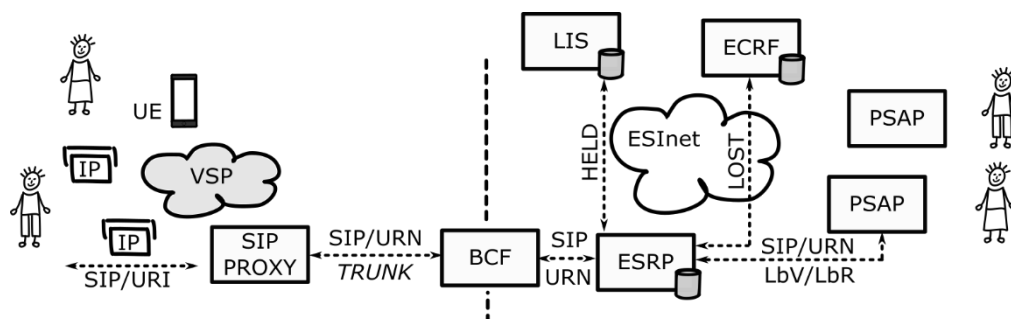 LIS
ECRF
UE
ESInet
PSAP
IP
VSP
HELD
LOST
PSAP
IP
SIP
PROXY
SIP/URN
TRUNK
BCF
SIP
URN
ESRP
SIP/URN
LbV/LbR
SIP/URI